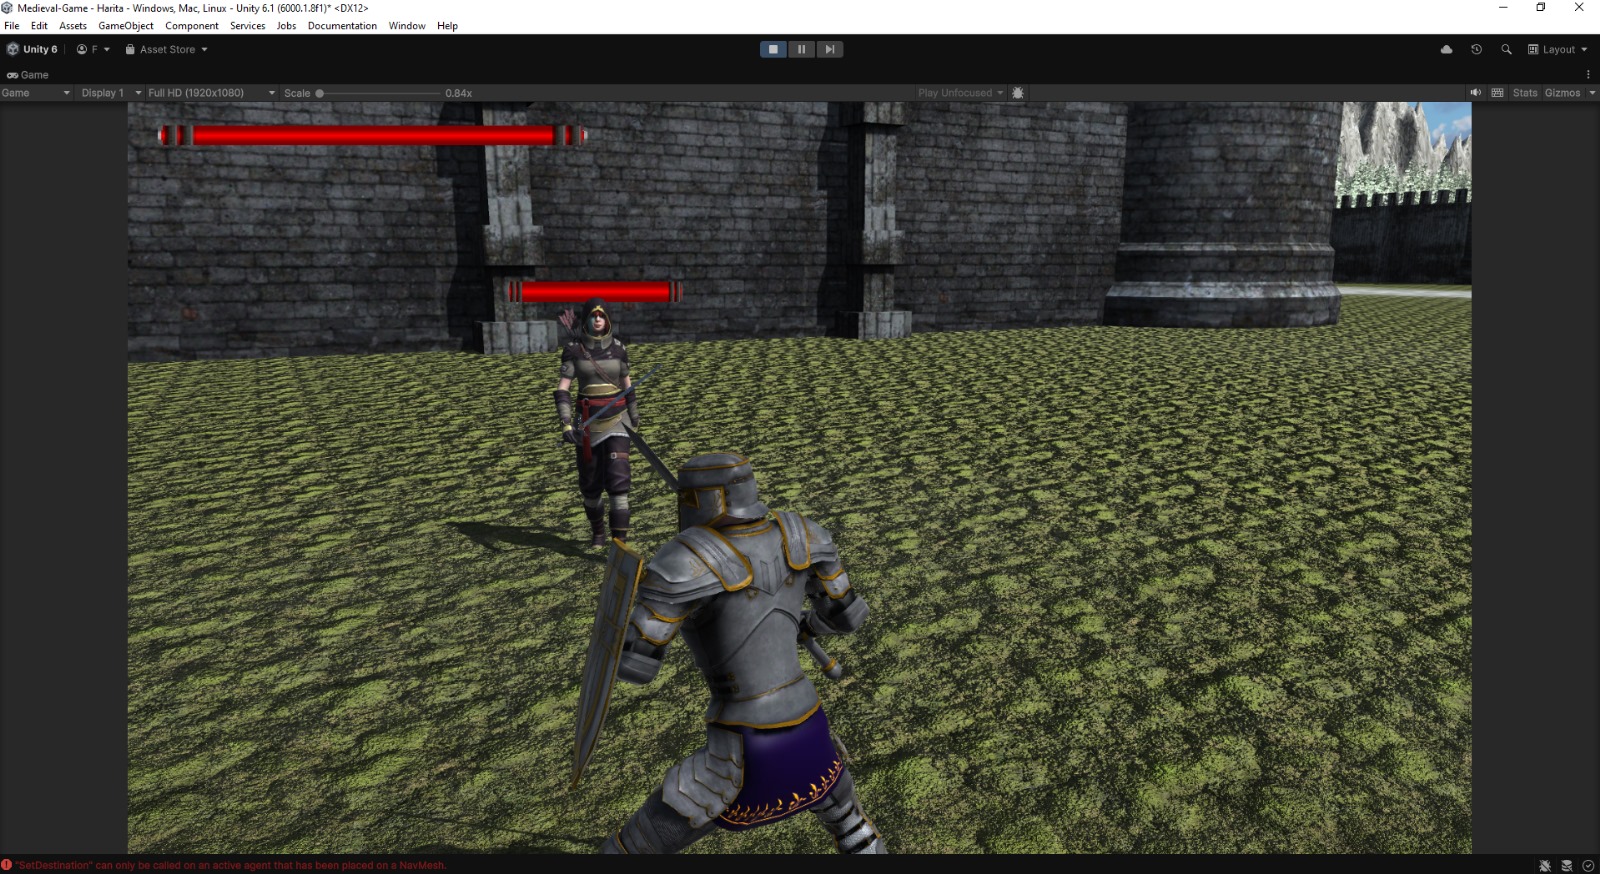 Medieval-Game - Harita - Windows, Mac, Linux - Unity 6.1 (6000.1.8f1)* <DX12>
File Edit Assets GameObject Component Services Jobs Documentation Window Help
Unity 6 F Asset Store Layout
Game
Game Display 1 Full HD (1920x1080) Scale 0.84x Play Unfocused Stats Gizmos
"SetDestination" can only be called on an active agent that has been placed on a NavMesh.